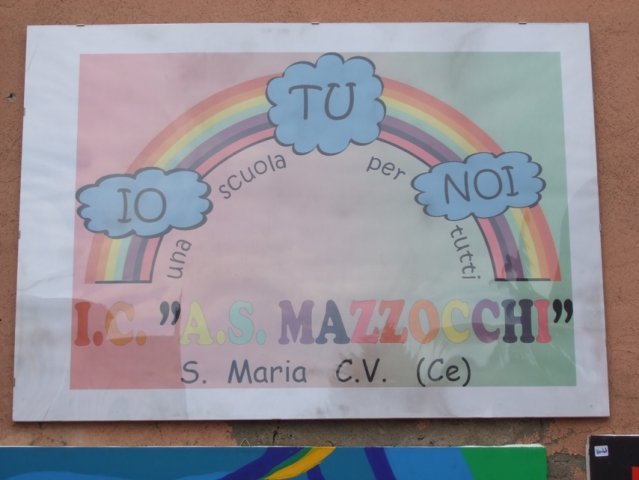 IO TU NOI
una scuola per tutti
I.C. "A.S. MAZZOCCHI"
S. Maria C.V. (Ce)